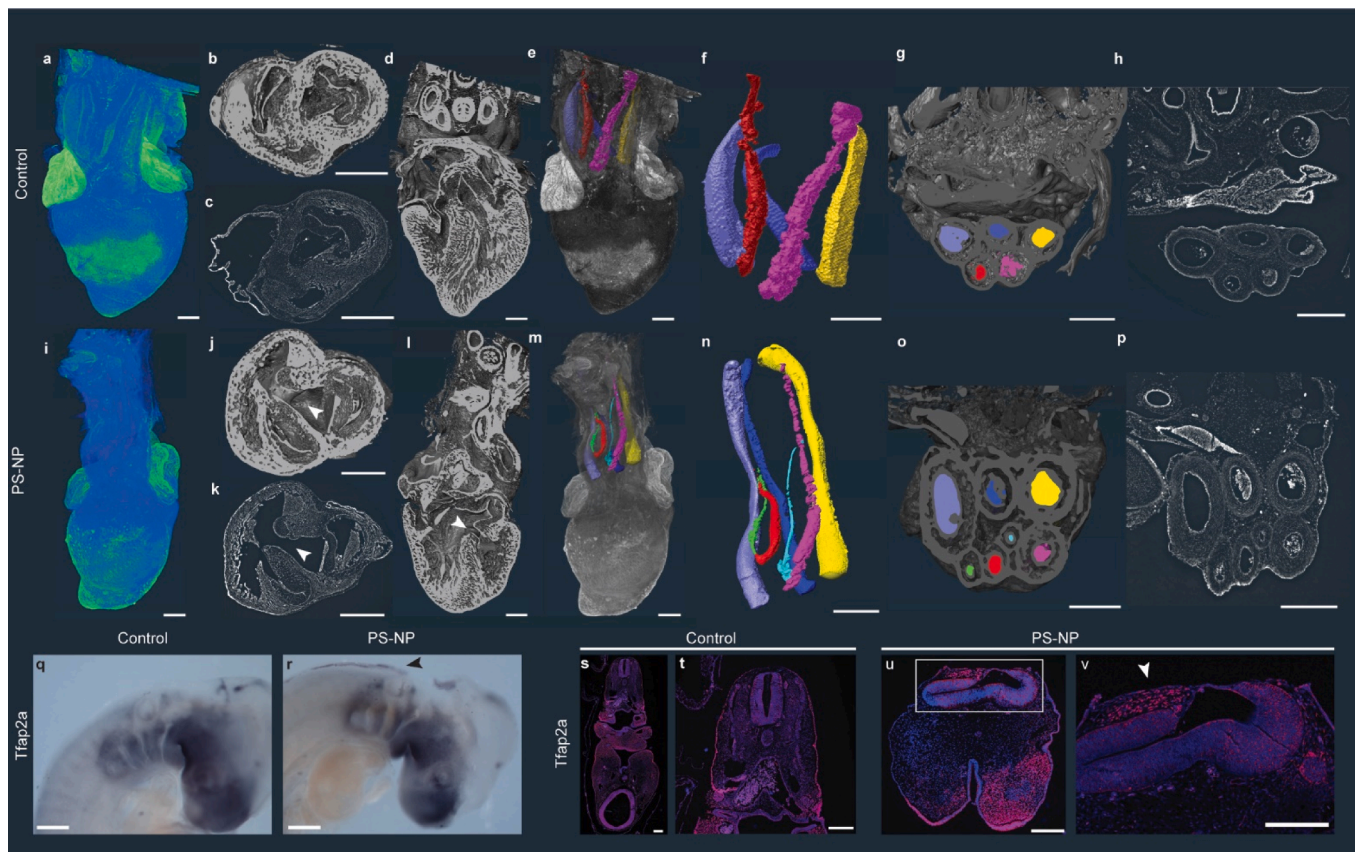 a b d e f g h
Control
c
i j l m n o p
PS-NP
k
Control PS-NP Control PS-NP
q r s t u v
Tfap2a Tfap2a